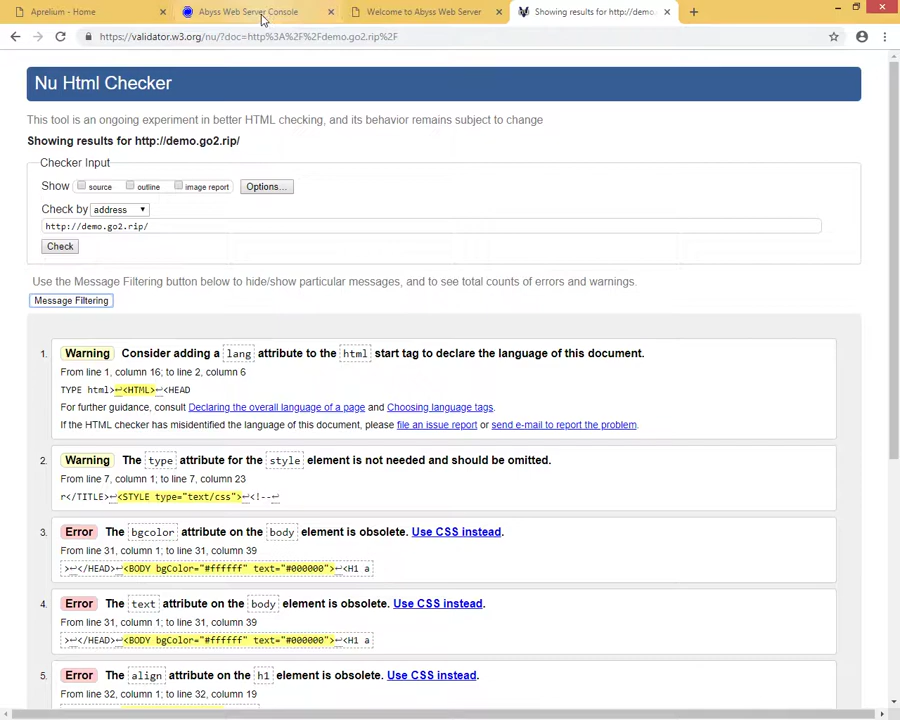 Aprelium - Home
Abyss Web Server Console
Welcome to Abyss Web Server
Showing results for http://demo.
https://validator.w3.org/nu/?doc=http%3A%2F%2Fdemo.go2.rip%2F
Nu Html Checker
This tool is an ongoing experiment in better HTML checking, and its behavior remains subject to change
Showing results for http://demo.go2.rip/
Checker Input
Show source outline image report Options...
Check by address
http://demo.go2.rip/
Check
Use the Message Filtering button below to hide/show particular messages, and to see total counts of errors and warnings.
Message Filtering
1. Warning Consider adding a lang attribute to the html start tag to declare the language of this document.
From line 1, column 16; to line 2, column 6
TYPE html>↩<HTML>↩<HEAD
For further guidance, consult Declaring the overall language of a page and Choosing language tags.
If the HTML checker has misidentified the language of this document, please file an issue report or send e-mail to report the problem.
2. Warning The type attribute for the style element is not needed and should be omitted.
From line 7, column 1; to line 7, column 23
r</TITLE>↩<STYLE type="text/css">↩<!--↩
3. Error The bgcolor attribute on the body element is obsolete. Use CSS instead.
From line 31, column 1; to line 31, column 39
>↩</HEAD>↩<BODY bgColor="#ffffff" text="#000000">↩<H1 a
4. Error The text attribute on the body element is obsolete. Use CSS instead.
From line 31, column 1; to line 31, column 39
>↩</HEAD>↩<BODY bgColor="#ffffff" text="#000000">↩<H1 a
5. Error The align attribute on the h1 element is obsolete. Use CSS instead.
From line 32, column 1; to line 32, column 19